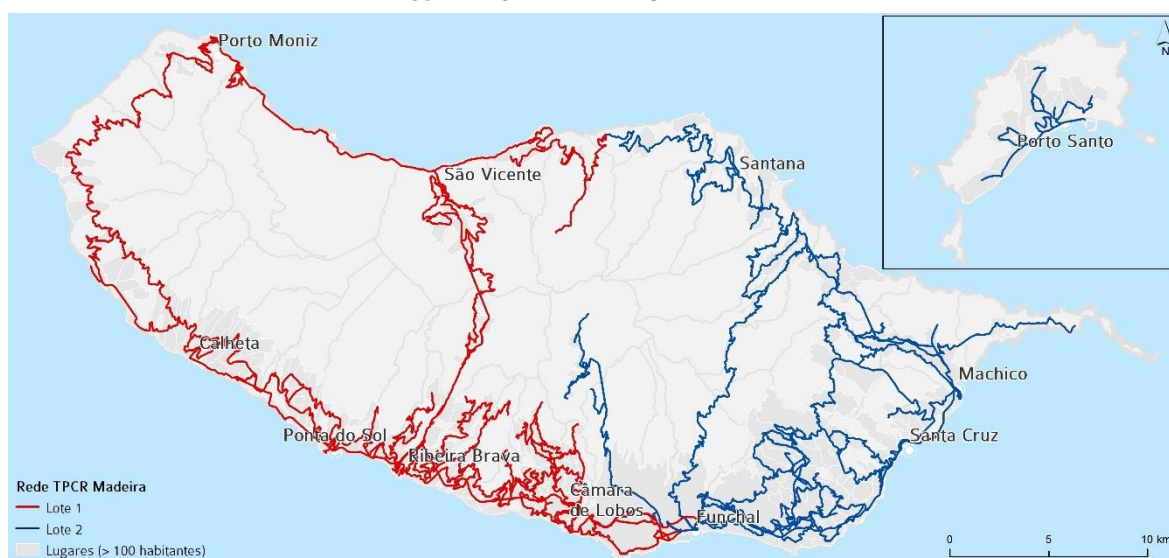 Porto Moniz
N
São Vicente
Santana
Porto Santo
Calheta
Machico
Ponta do Sol
Santa Cruz
Ribeira Brava
Câmara
de Lobos
Funchal
Rede TPCR Madeira
Lote 1
Lote 2
Lugares (> 100 habitantes)
0 5 10 km